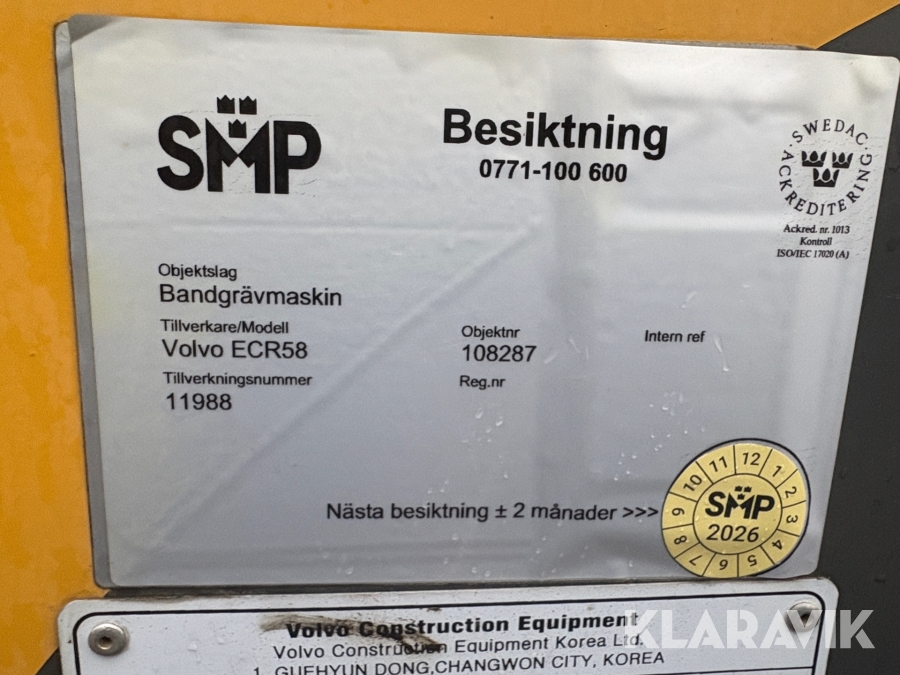 SMP
Besiktning
0771-100 600
SWEDAC
ACKREDITERING
Ackred. nr. 1013
Kontroll
ISO/IEC 17020 (A)
Objektslag
Bandgrävmaskin
Tillverkare/Modell
Volvo ECR58
Objektnr
108287
Intern ref
Tillverkningsnummer
11988
Reg.nr
Nästa besiktning ± 2 månader >>>
1 2 3 4 5 6 7 8 9 10 11 12
SMP
2026
Volvo Construction Equipment
Volvo Construction Equipment Korea Ltd.
1, GUEHYUN DONG,CHANGWON CITY, KOREA
KLARAVIK